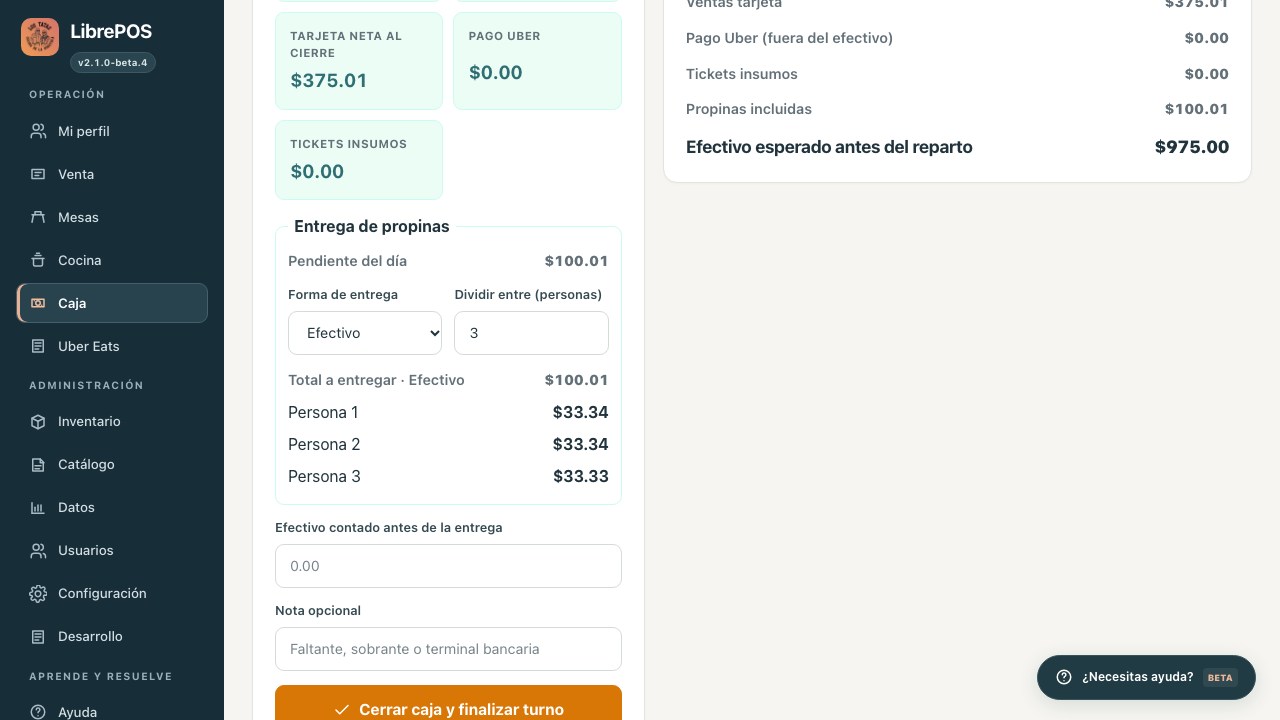 LibrePOS
v2.1.0-beta.4
OPERACIÓN
Mi perfil
Venta
Mesas
Cocina
Caja
Uber Eats
ADMINISTRACIÓN
Inventario
Catálogo
Datos
Usuarios
Configuración
Desarrollo
APRENDE Y RESUELVE
Ayuda
TARJETA NETA AL
CIERRE
$375.01
PAGO UBER
$0.00
TICKETS INSUMOS
$0.00
Entrega de propinas
Pendiente del día $100.01
Forma de entrega
Efectivo
Dividir entre (personas)
3
Total a entregar · Efectivo $100.01
Persona 1 $33.34
Persona 2 $33.34
Persona 3 $33.33
Efectivo contado antes de la entrega
0.00
Nota opcional
Faltante, sobrante o terminal bancaria
Cerrar caja y finalizar turno
Ventas tarjeta $375.01
Pago Uber (fuera del efectivo) $0.00
Tickets insumos $0.00
Propinas incluidas $100.01
Efectivo esperado antes del reparto $975.00
¿Necesitas ayuda? BETA